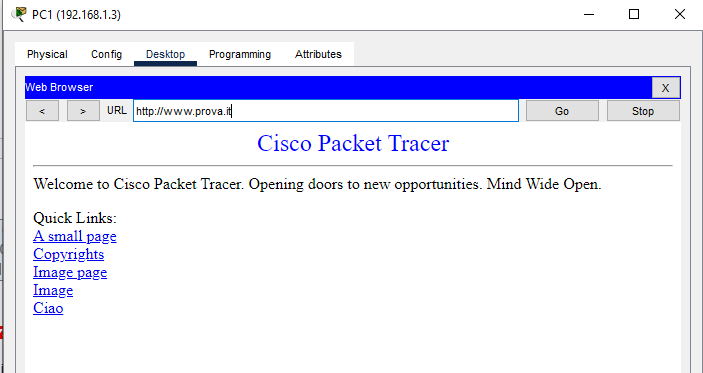 PC1 (192.168.1.3)
Physical Config Desktop Programming Attributes
Web Browser X
< > URL http://www.prova.it Go Stop
Cisco Packet Tracer
Welcome to Cisco Packet Tracer. Opening doors to new opportunities. Mind Wide Open.
Quick Links:
A small page
Copyrights
Image page
Image
Ciao